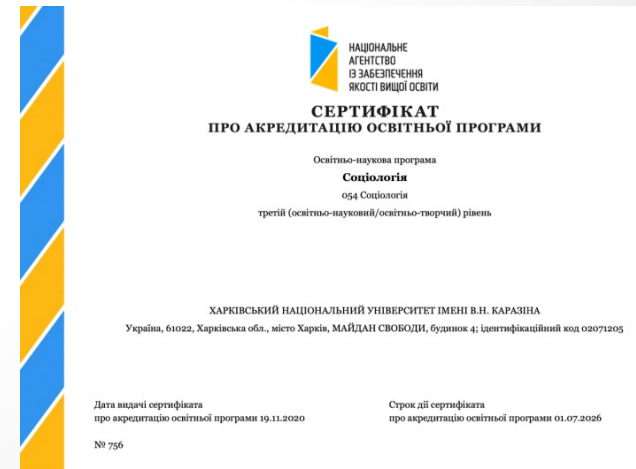 НАЦІОНАЛЬНЕ
АГЕНТСТВО
ІЗ ЗАБЕЗПЕЧЕННЯ
ЯКОСТІ ВИЩОЇ ОСВІТИ
СЕРТИФІКАТ
ПРО АКРЕДИТАЦІЮ ОСВІТНЬОЇ ПРОГРАМИ
Освітньо-наукова програма
Соціологія
054 Соціологія
третій (освітньо-науковий/освітньо-творчий) рівень
ХАРКІВСЬКИЙ НАЦІОНАЛЬНИЙ УНІВЕРСИТЕТ ІМЕНІ В.Н. КАРАЗІНА
Україна, 61022, Харківська обл., місто Харків, МАЙДАН СВОБОДИ, будинок 4; ідентифікаційний код 02071205
Дата видачі сертифіката
про акредитацію освітньої програми 19.11.2020
Строк дії сертифіката
про акредитацію освітньої програми 01.07.2026
№ 756